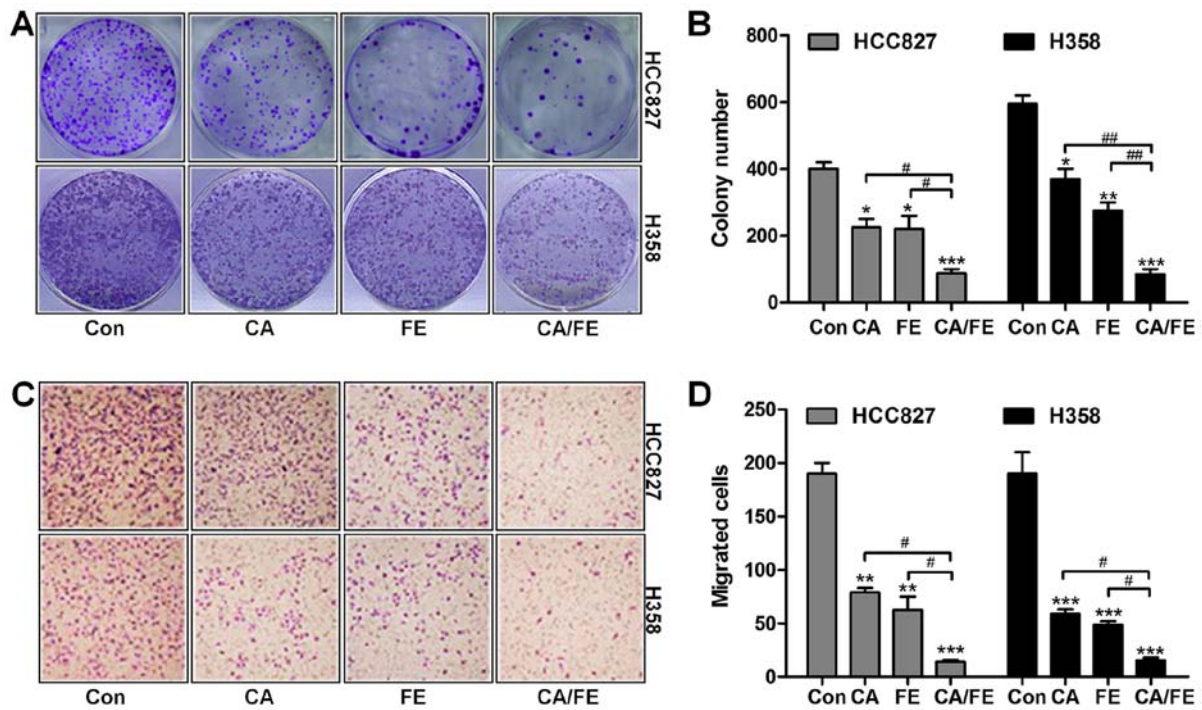 A
HCC827
H358
Con CA FE CA/FE
B
HCC827 H358
Colony number
800
600
400
200
0
* * *** * ** ***
# # ## ##
Con CA FE CA/FE Con CA FE CA/FE
C
HCC827
H358
Con CA FE CA/FE
D
HCC827 H358
Migrated cells
250
200
150
100
50
0
** ** *** *** *** ***
# # # #
Con CA FE CA/FE Con CA FE CA/FE